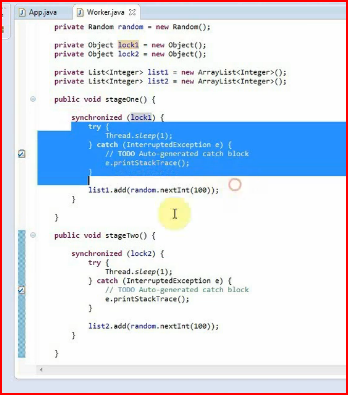 App.java Worker.java
private Random random = new Random();
private Object lock1 = new Object();
private Object lock2 = new Object();
private List<Integer> list1 = new ArrayList<Integer>();
private List<Integer> list2 = new ArrayList<Integer>();
public void stageOne() {
synchronized (lock1) {
try {
Thread.sleep(1);
} catch (InterruptedException e) {
// TODO Auto-generated catch block
e.printStackTrace();
}
list1.add(random.nextInt(100));
}
}
public void stageTwo() {
synchronized (lock2) {
try {
Thread.sleep(1);
} catch (InterruptedException e) {
// TODO Auto-generated catch block
e.printStackTrace();
}
list2.add(random.nextInt(100));
}
}